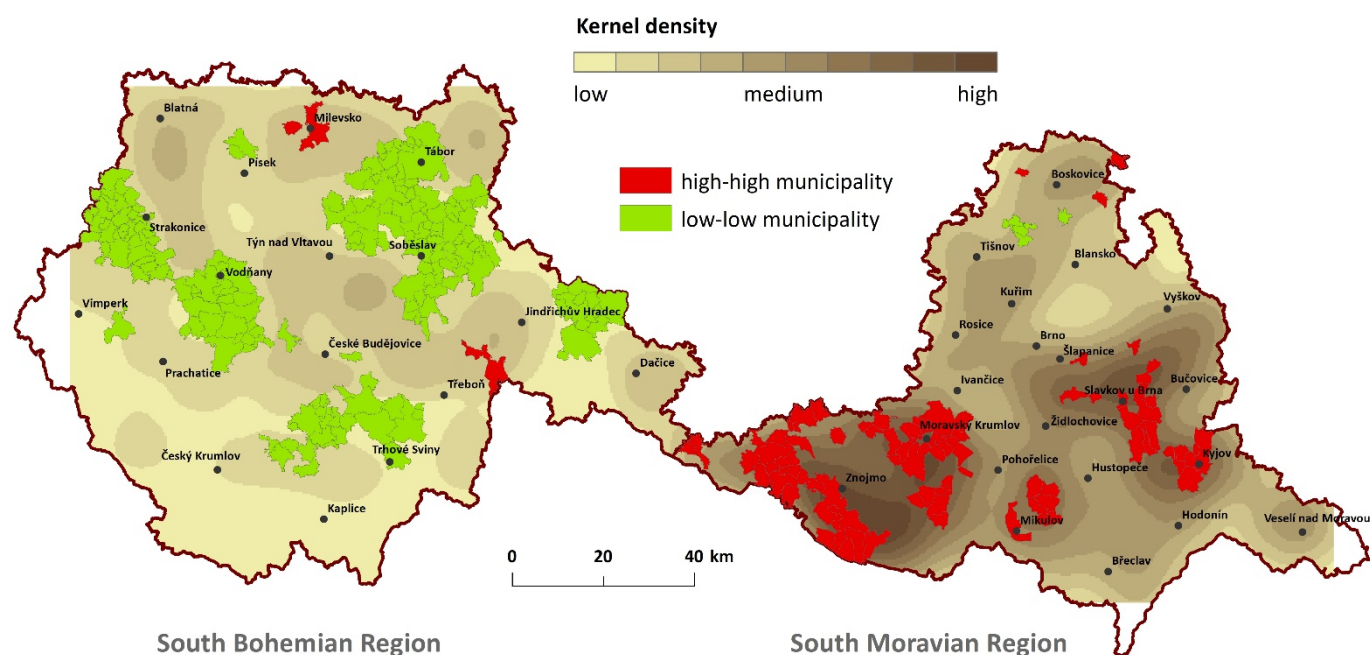 Kernel density
low medium high
high-high municipality
low-low municipality
Blatná
Milevsko
Písek
Tábor
Strakonice
Týn nad Vltavou
Soběslav
Vodňany
Vimperk
Jindřichův Hradec
České Budějovice
Prachatice
Dačice
Třeboň
Český Krumlov
Trhové Sviny
Kaplice
Boskovice
Tišnov
Blansko
Kuřim
Vyškov
Rosice
Brno
Šlapanice
Ivančice
Slavkov u Brna
Bučovice
Moravský Krumlov
Židlochovice
Znojmo
Pohořelice
Hustopeče
Kyjov
Mikulov
Hodonín
Veselí nad Moravou
Břeclav
0 20 40 km
South Bohemian Region
South Moravian Region